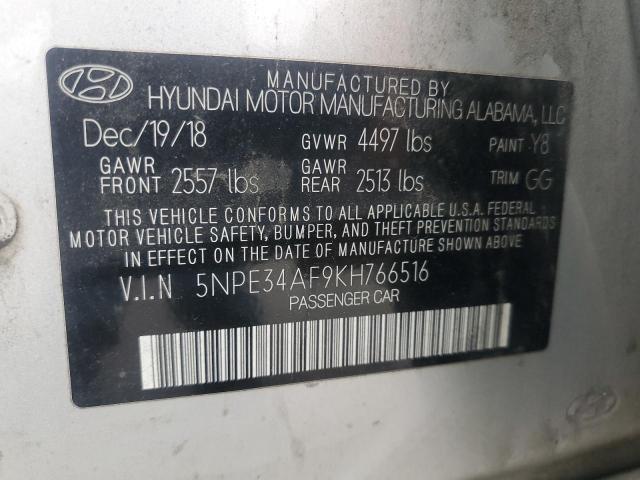 MANUFACTURED BY
HYUNDAI MOTOR MANUFACTURING ALABAMA, LLC
Dec/19/18 GVWR 4497 lbs PAINT Y8
GAWR FRONT 2557 lbs GAWR REAR 2513 lbs TRIM GG
THIS VEHICLE CONFORMS TO ALL APPLICABLE U.S.A. FEDERAL
MOTOR VEHICLE SAFETY, BUMPER, AND THEFT PREVENTION STANDARDS
IN EFFECT ON THE DATE OF MANUFACTURE SHOWN ABOVE.
V.I.N 5NPE34AF9KH766516
PASSENGER CAR